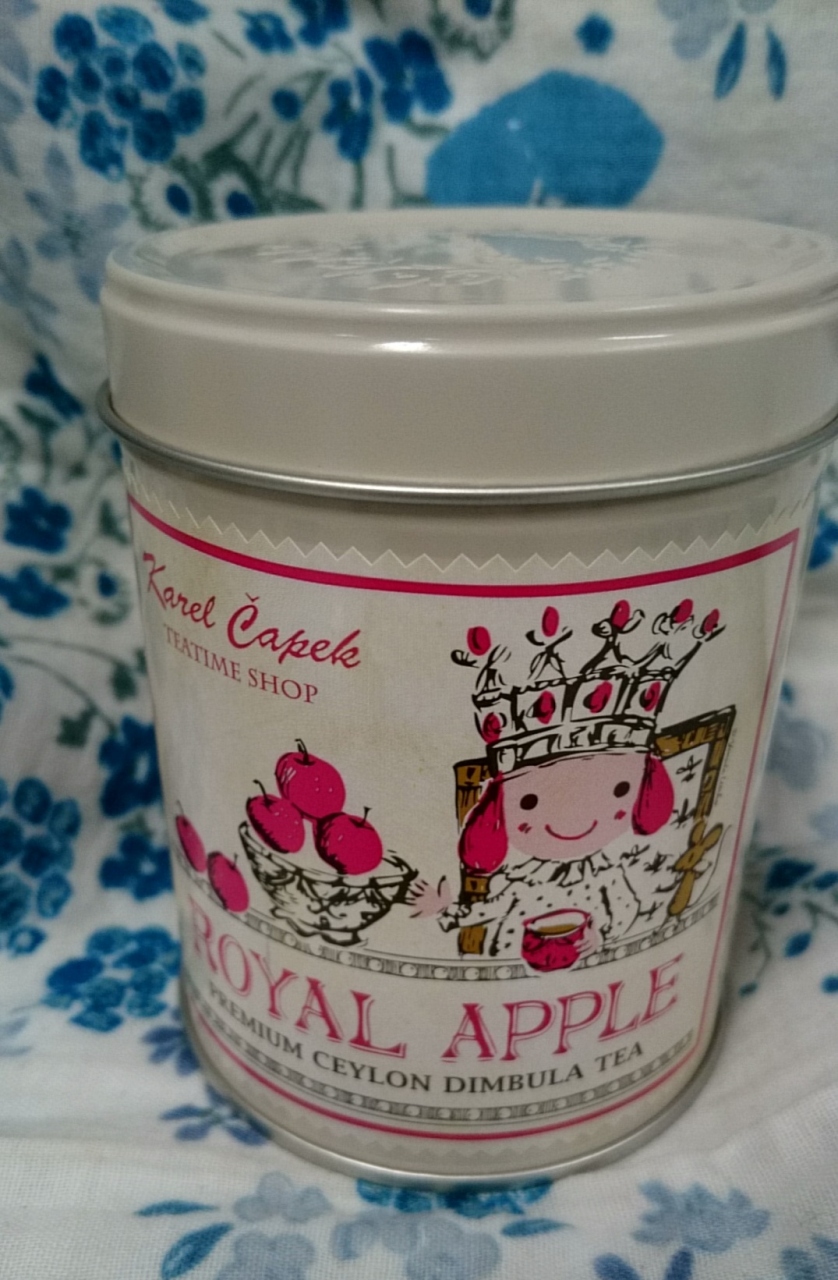 Karel Čapek
TEATIME SHOP
ROYAL APPLE
PREMIUM CEYLON DIMBULA TEA